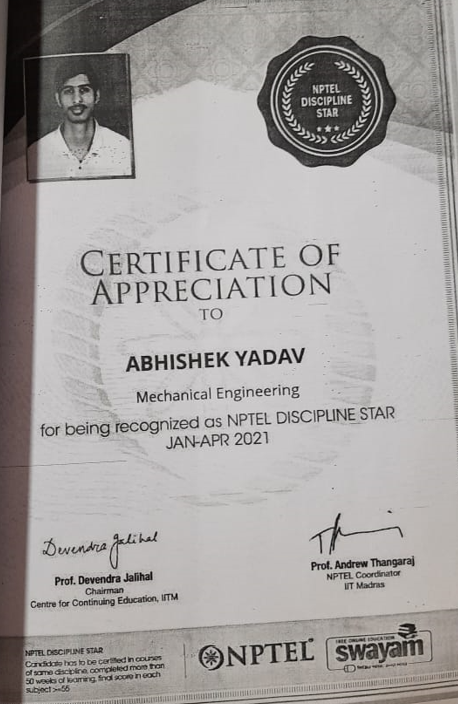 NPTEL
DISCIPLINE
STAR
CERTIFICATE OF
APPRECIATION
TO
ABHISHEK YADAV
Mechanical Engineering
for being recognized as NPTEL DISCIPLINE STAR
JAN-APR 2021
Devendra Jalihal
Prof. Devendra Jalihal
Chairman
Centre for Continuing Education, IITM
Prof. Andrew Thangaraj
NPTEL Coordinator
IIT Madras
NPTEL DISCIPLINE STAR
Candidate has to be certified in courses
of same discipline, completed more than
50 weeks of learning, final score in each
subject >=55
NPTEL
FREE ONLINE EDUCATION
swayam